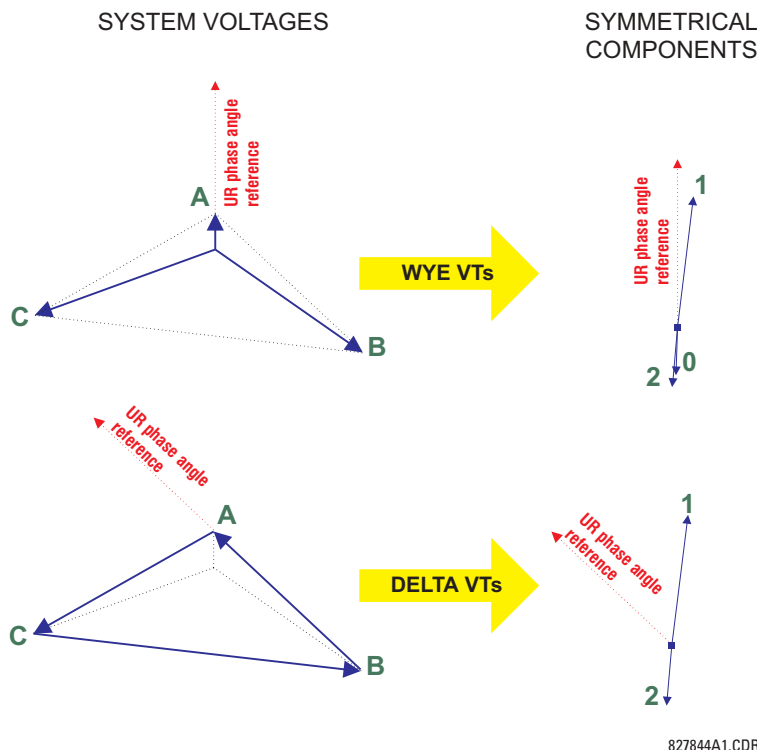 SYSTEM VOLTAGES
SYMMETRICAL
COMPONENTS
UR phase angle
reference
A
C
B
WYE VTs
UR phase angle
reference
1
2
0
UR phase angle
reference
A
C
B
DELTA VTs
UR phase angle
reference
1
2
827844A1.CDR